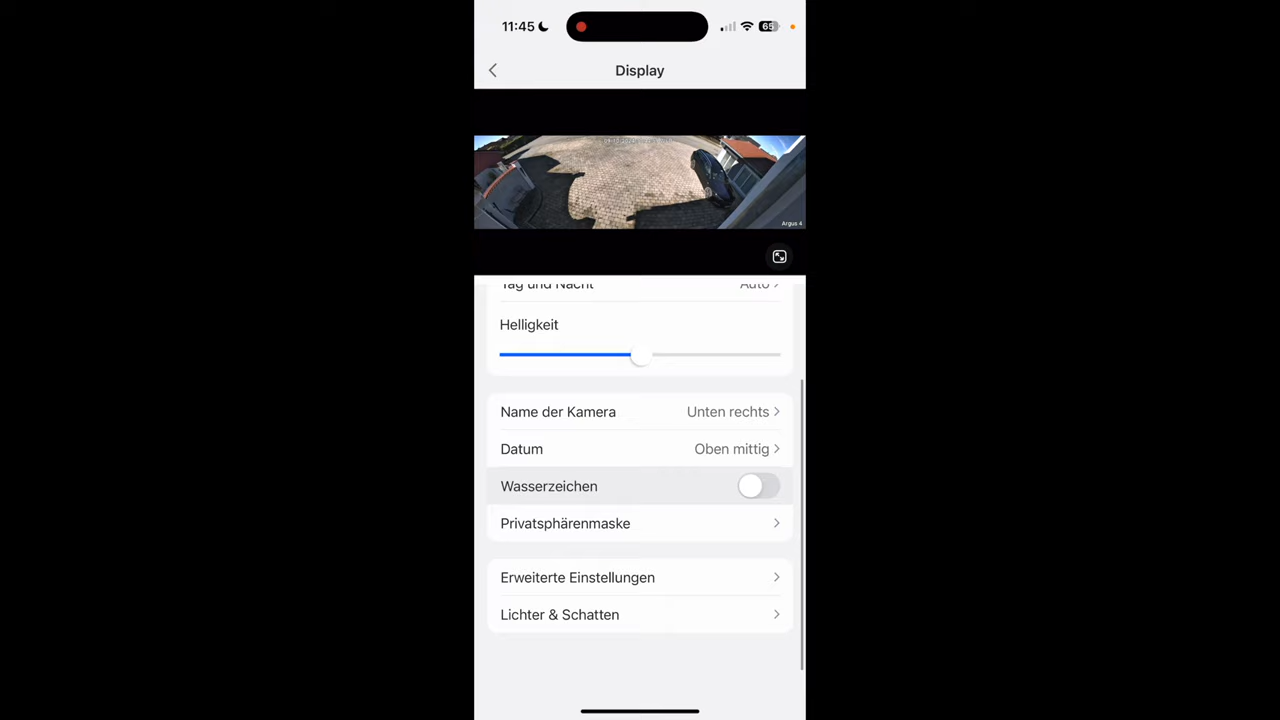 11:45
65
Display
Argus 4
Tag und Nacht Auto
Helligkeit
Name der Kamera Unten rechts
Datum Oben mittig
Wasserzeichen
Privatsphärenmaske
Erweiterte Einstellungen
Lichter & Schatten